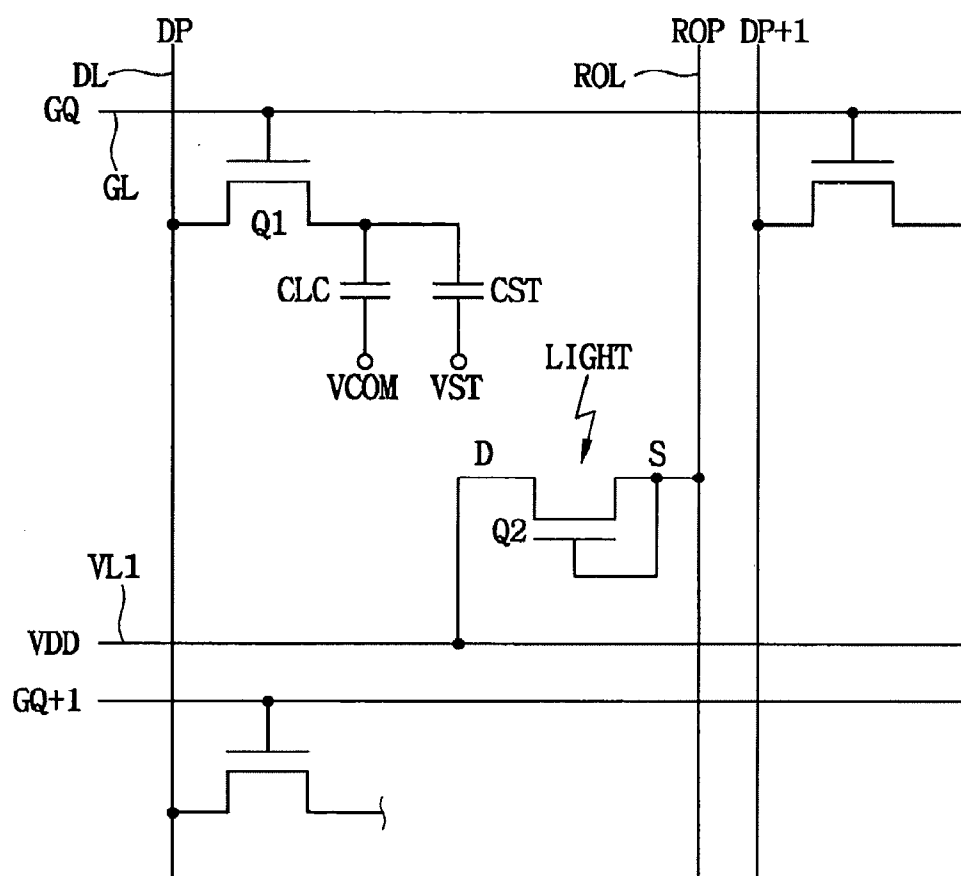 DP
ROP
DP+1
DL
ROL
GQ
GL
Q1
CLC
CST
VCOM
VST
LIGHT
D
S
Q2
VL1
VDD
GQ+1